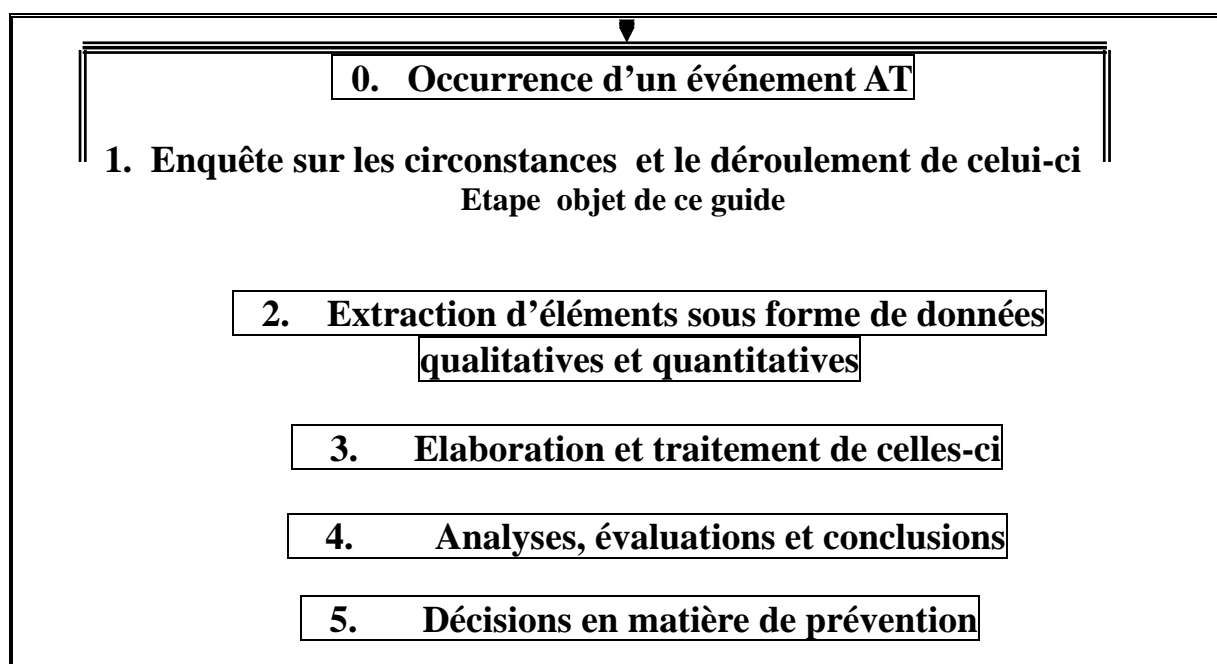 0. Occurrence d’un événement AT
1. Enquête sur les circonstances et le déroulement de celui-ci
Etape objet de ce guide
2. Extraction d’éléments sous forme de données
qualitatives et quantitatives
3. Elaboration et traitement de celles-ci
4. Analyses, évaluations et conclusions
5. Décisions en matière de prévention